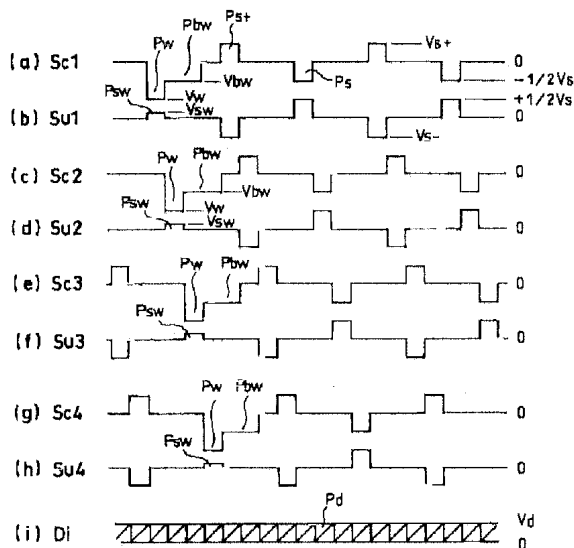 Ps+
Pbw
Pw
Vs+
(a) Sc1
0
Vbw
Ps
-1/2Vs
Psw
Vw
+1/2Vs
Vsw
(b) Su1
0
Vs-
Pw
Pbw
(c) Sc2
0
Vbw
Psw
Vw
Vsw
(d) Su2
0
Pw
Pbw
(e) Sc3
0
Psw
(f) Su3
0
Pw
Pbw
(g) Sc4
0
Psw
(h) Su4
0
Pd
Vd
(i) Di
0